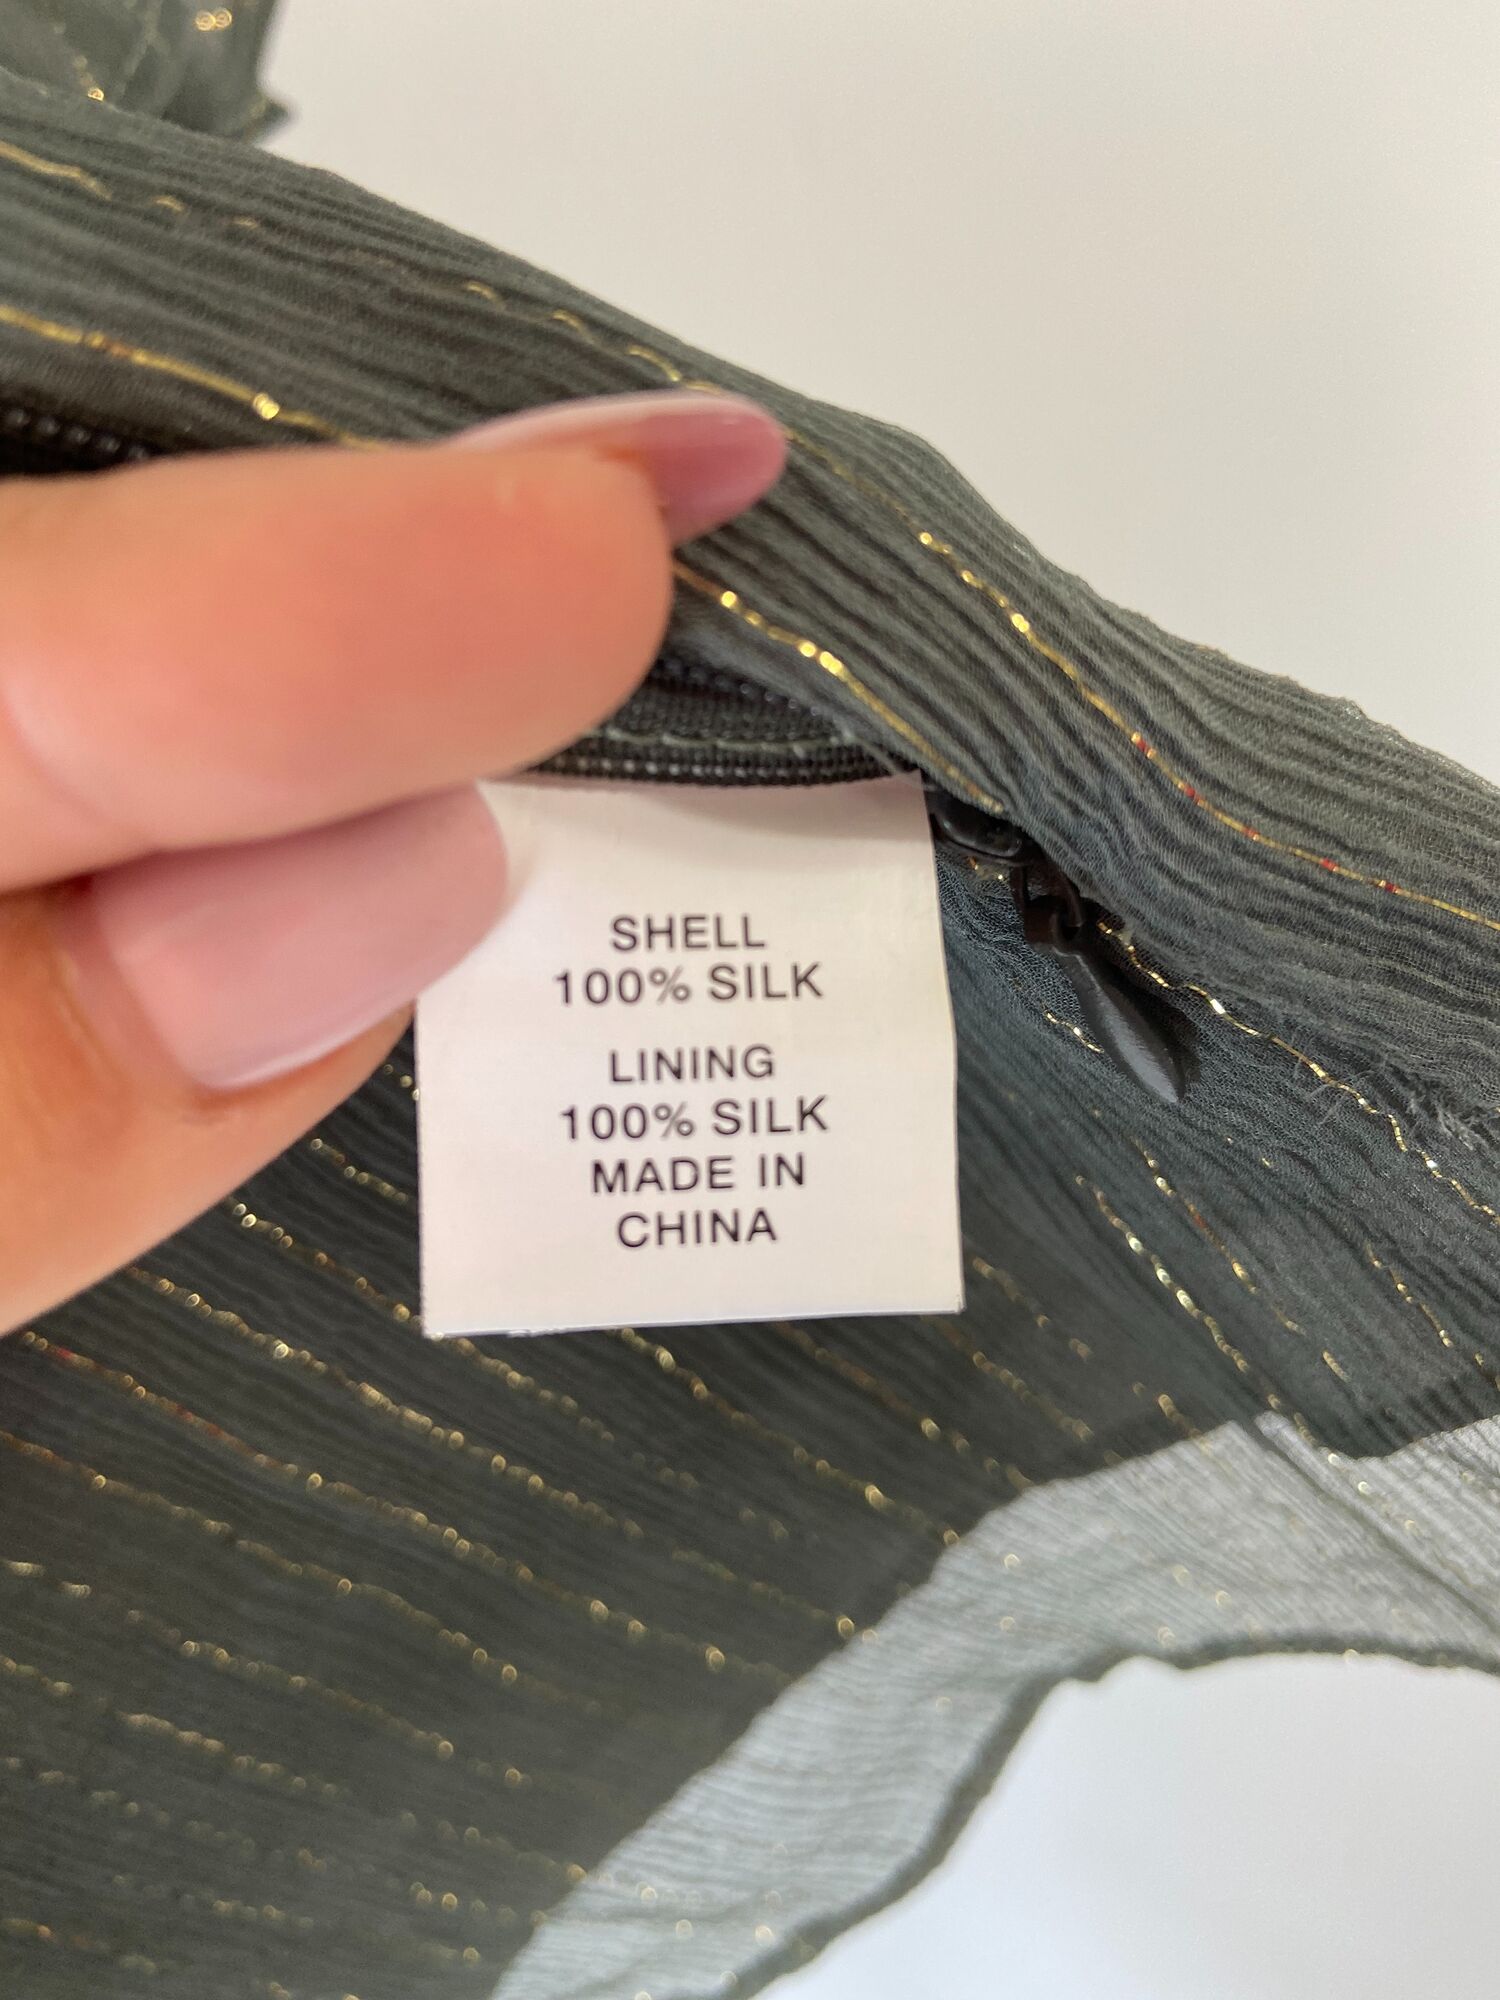 SHELL
100% SILK
LINING
100% SILK
MADE IN
CHINA